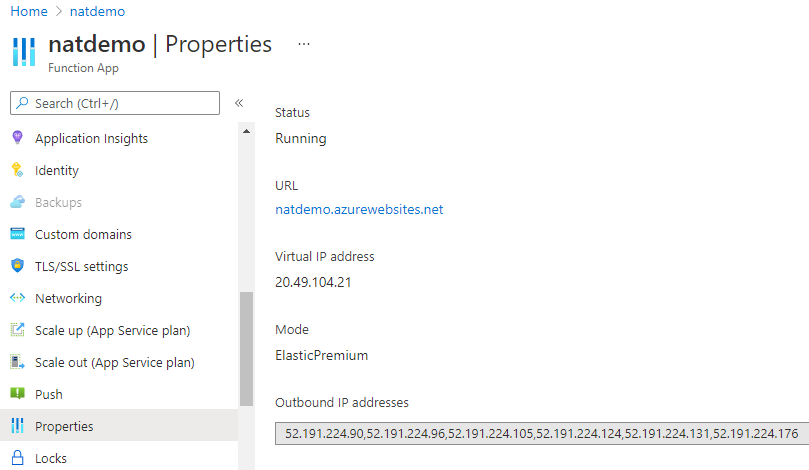 Home > natdemo
natdemo | Properties ...
Function App
Search (Ctrl+/)
«
Application Insights
Identity
Backups
Custom domains
TLS/SSL settings
Networking
Scale up (App Service plan)
Scale out (App Service plan)
Push
Properties
Locks
Status
Running
URL
natdemo.azurewebsites.net
Virtual IP address
20.49.104.21
Mode
ElasticPremium
Outbound IP addresses
52.191.224.90,52.191.224.96,52.191.224.105,52.191.224.124,52.191.224.131,52.191.224.176